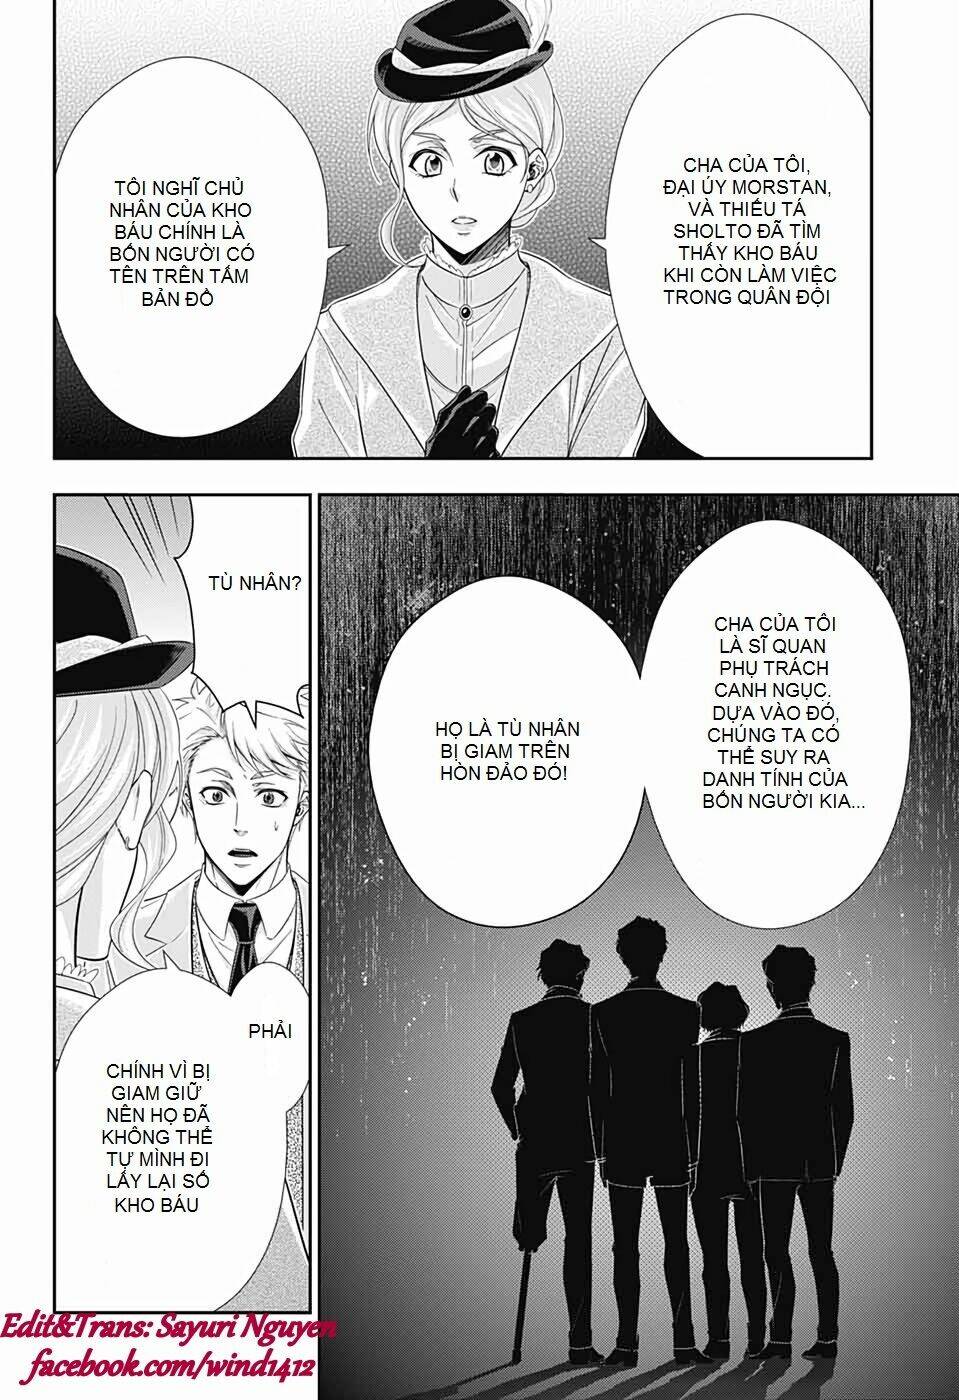 CHA CỦA TÔI,
ĐẠI ÚY MORSTAN,
VÀ THIẾU TÁ
SHOLTO ĐÃ TÌM
THẤY KHO BÁU
KHI CÒN LÀM VIỆC
TRONG QUÂN ĐỘI
TÔI NGHĨ CHỦ
NHÂN CỦA KHO
BÁU CHÍNH LÀ
BỐN NGƯỜI CÓ
TÊN TRÊN TẤM
BẢN ĐỒ
CHA CỦA TÔI
LÀ SĨ QUAN
PHỤ TRÁCH
CANH NGỤC.
DỰA VÀO ĐÓ,
CHÚNG TA CÓ
THỂ SUY RA
DANH TÍNH CỦA
BỐN NGƯỜI KIA...
HỌ LÀ TÙ NHÂN
BỊ GIAM TRÊN
HÒN ĐẢO ĐÓ!
TÙ NHÂN?
PHẢI
CHÍNH VÌ BỊ
GIAM GIỮ
NÊN HỌ ĐÃ
KHÔNG THỂ
TỰ MÌNH ĐI
LẤY LẠI SỐ
KHO BÁU
Edit&Trans: Sayuri Nguyen
facebook.com/wind1412